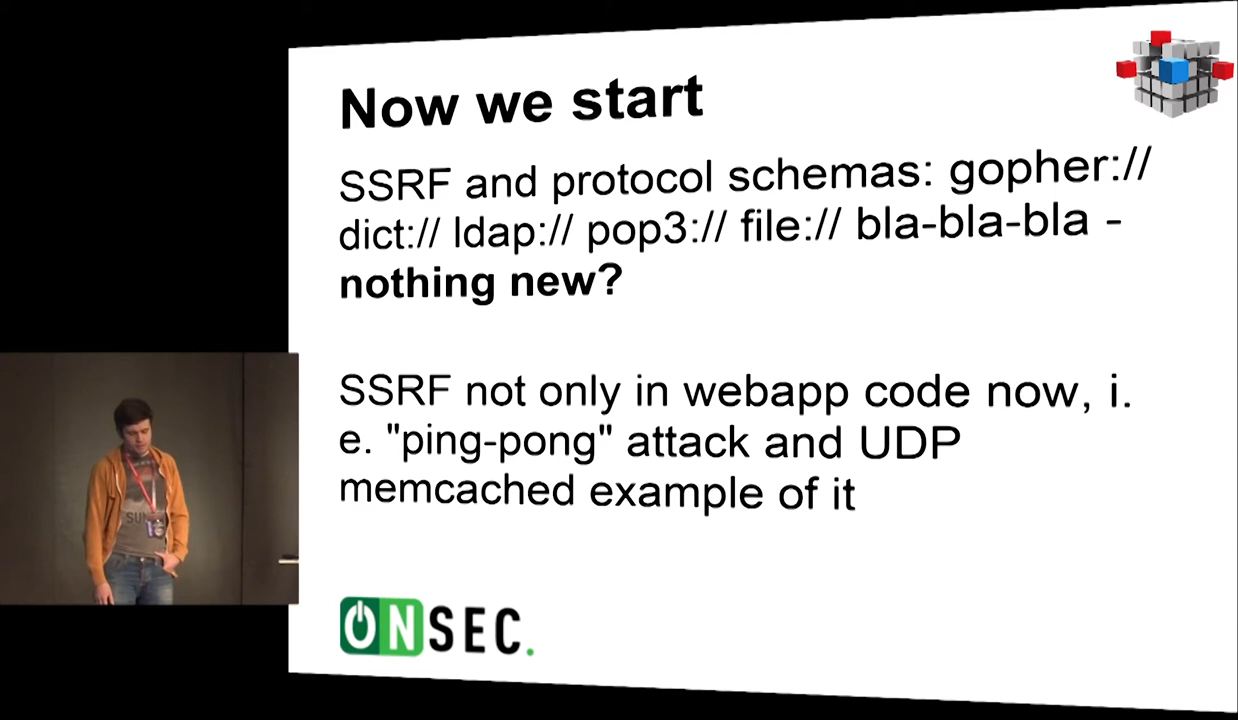 Now we start
SSRF and protocol schemas: gopher://
dict:// ldap:// pop3:// file:// bla-bla-bla -
nothing new?
SSRF not only in webapp code now, i.
e. "ping-pong" attack and UDP
memcached example of it
SU
ONSEC.